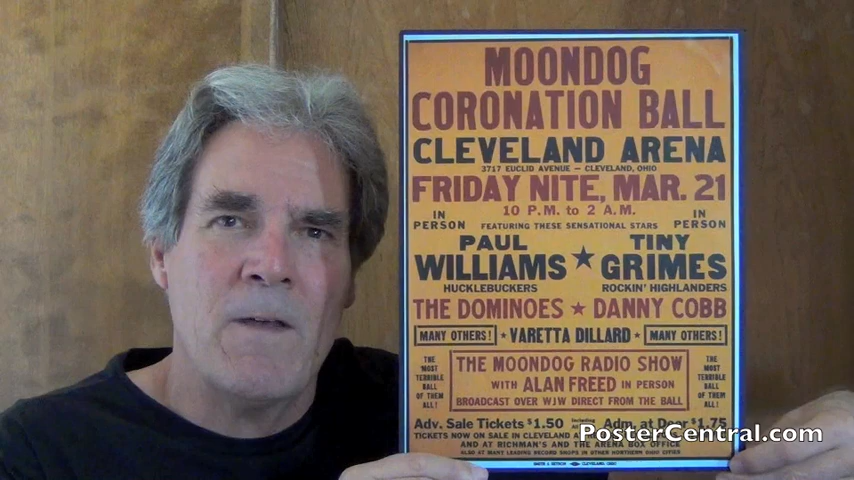 MOONDOG
CORONATION BALL
CLEVELAND ARENA
3717 EUCLID AVENUE – CLEVELAND, OHIO
FRIDAY NITE, MAR. 21
10 P.M. to 2 A.M.
IN PERSON FEATURING THESE SENSATIONAL STARS IN PERSON
PAUL WILLIAMS ★ TINY GRIMES
HUCKLEBUCKERS ROCKIN' HIGHLANDERS
THE DOMINOES ★ DANNY COBB
MANY OTHERS! ★ VARETTA DILLARD ★ MANY OTHERS!
THE MOST TERRIBLE BALL OF THEM ALL!
THE MOONDOG RADIO SHOW
WITH ALAN FREED IN PERSON
BROADCAST OVER WJW DIRECT FROM THE BALL
THE MOST TERRIBLE BALL OF THEM ALL!
Adv. Sale Tickets $1.50 Including Adm. at Door $1.75
TICKETS NOW ON SALE IN CLEVELAND
AND AT RICHMAN'S AND THE ARENA BOX OFFICE
ALSO AT MANY LEADING RECORD SHOPS IN OTHER NORTHERN OHIO CITIES
CLEVELAND, OHIO
PosterCentral.com